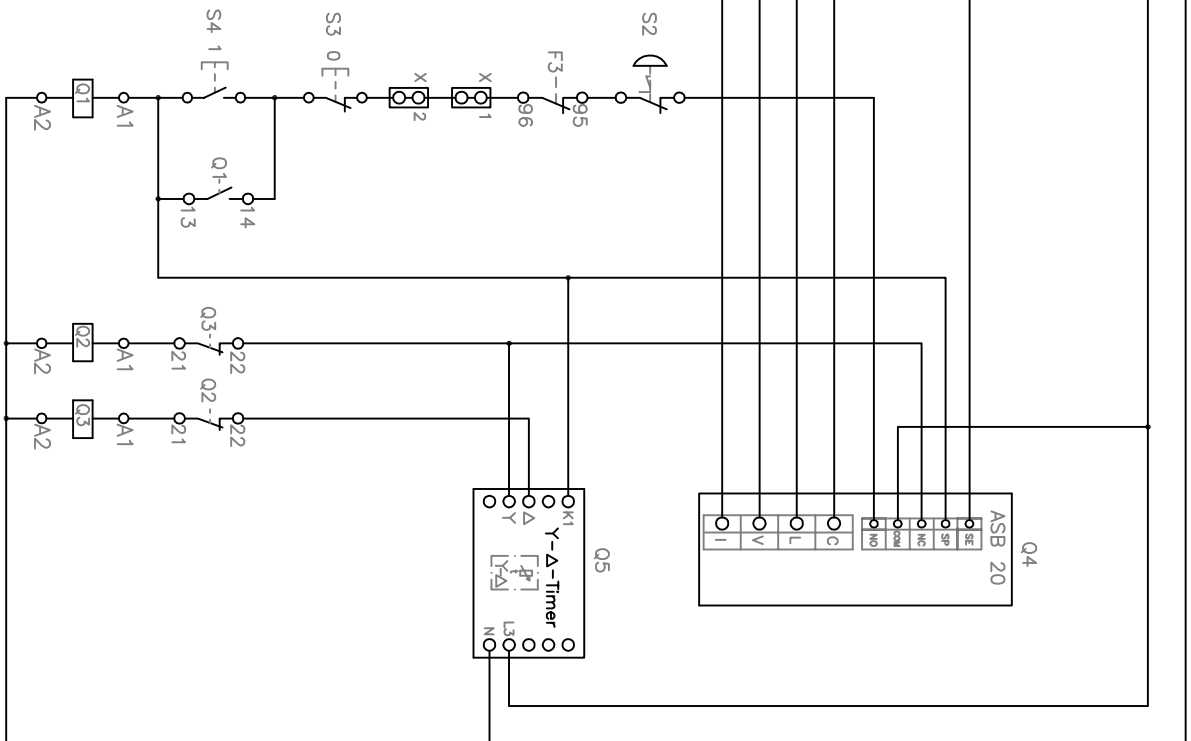 S2
S3 0
S4 1
F3
X
X
1
2
Q1
A2
A1
96
95
Q1
13
14
Q3
Q2
A2
A1
21
22
Q2
Q3
A2
A1
21
22
Y
Δ
K1
Y-Δ-Timer
Y-Δ
N
L3
Q5
I
V
L
C
NO
COM
NC
SP
SE
ASB 20
Q4